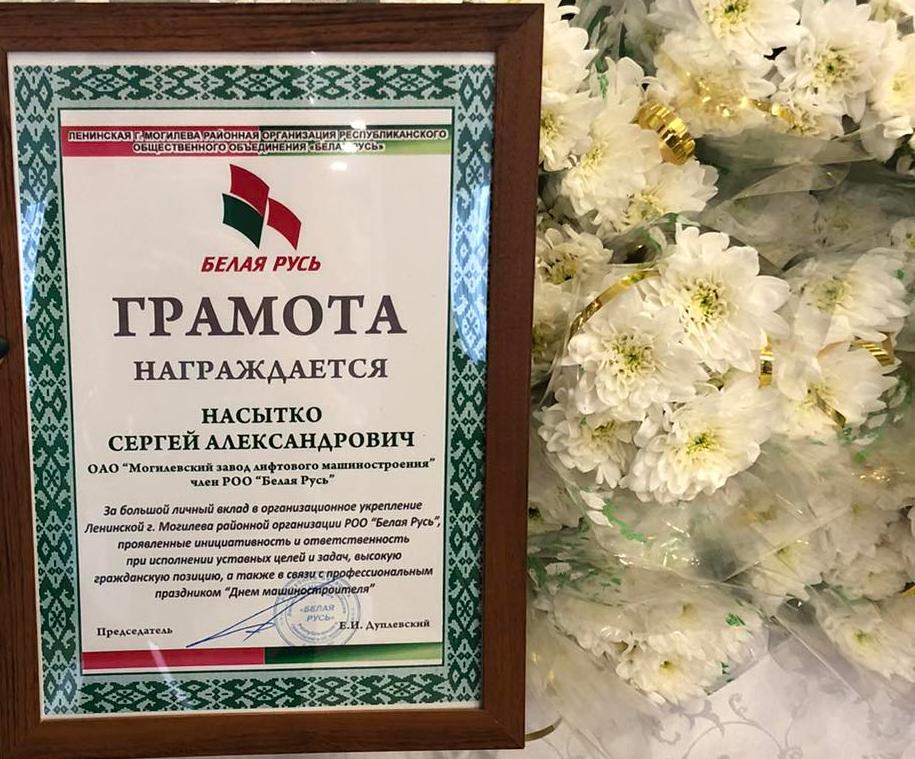 ЛЕНИНСКАЯ Г. МОГИЛЕВА РАЙОННАЯ ОРГАНИЗАЦИЯ РЕСПУБЛИКАНСКОГО
ОБЩЕСТВЕННОГО ОБЪЕДИНЕНИЯ «БЕЛАЯ РУСЬ»
БЕЛАЯ РУСЬ
ГРАМОТА
НАГРАЖДАЕТСЯ
НАСЫТКО
СЕРГЕЙ АЛЕКСАНДРОВИЧ
ОАО “Могилевский завод лифтового машиностроения”
член РОО “Белая Русь”
За большой личный вклад в организационное укрепление
Ленинской г. Могилева районной организации РОО “Белая Русь”,
проявленные инициативность и ответственность
при исполнении уставных целей и задач, высокую
гражданскую позицию, а также в связи с профессиональным
праздником “Днем машиностроителя”
«БЕЛАЯ
РУСЬ»
Председатель Е.И. Дуплевский